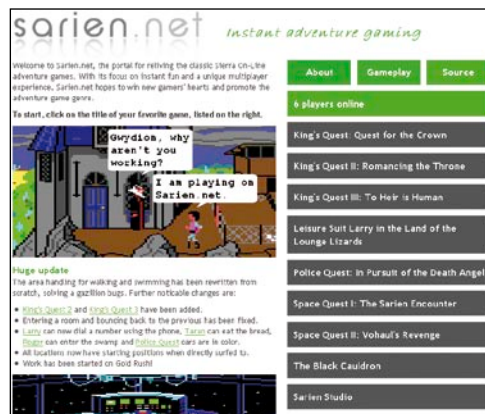 sarien.net
Instant adventure gaming
Welcome to Sarien.net, the portal for reliving the classic Sierra On-Line
adventure games. With its focus on instant fun and a unique multiplayer
experience, Sarien.net hopes to win new gamers' hearts and promote the
adventure game genre.
To start, click on the title of your favorite game, listed on the right.
Gwydion, why
aren't you
working?
I am playing on
Sarien.net.
Huge update
The area handling for walking and swimming has been rewritten from
scratch, solving a gazillion bugs. Further noticable changes are:
• King's Quest 2 and King's Quest 3 have been added.
• Entering a room and bouncing back to the previous has been fixed.
• Larry can now dial a number using the phone, Taran can eat the bread,
Roger can enter the swamp and Police Quest cars are in color.
• All locations now have starting positions when directly surfed to.
• Work has been started on Gold Rush!
About
Gameplay
Source
6 players online
King's Quest: Quest for the Crown
King's Quest II: Romancing the Throne
King's Quest III: To Heir is Human
Leisure Suit Larry in the Land of the
Lounge Lizards
Police Quest: In Pursuit of the Death Angel
Space Quest I: The Sarien Encounter
Space Quest II: Vohaul's Revenge
The Black Cauldron
Sarien Studio